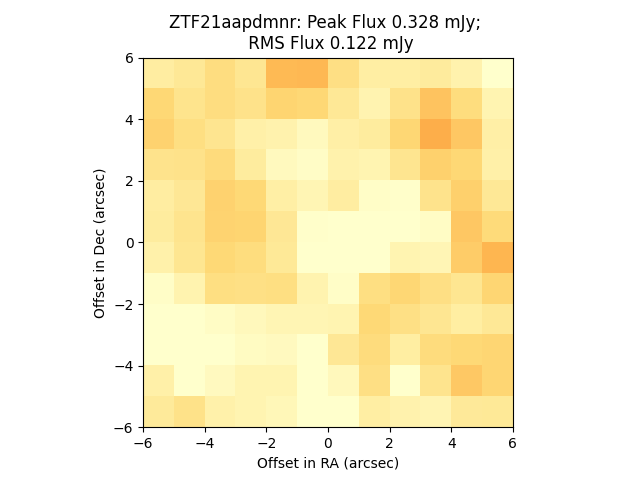 ZTF21aapdmnr: Peak Flux 0.328 mJy;
RMS Flux 0.122 mJy
6
4
2
0
−2
−4
−6
Offset in Dec (arcsec)
−6 −4 −2 0 2 4 6
Offset in RA (arcsec)